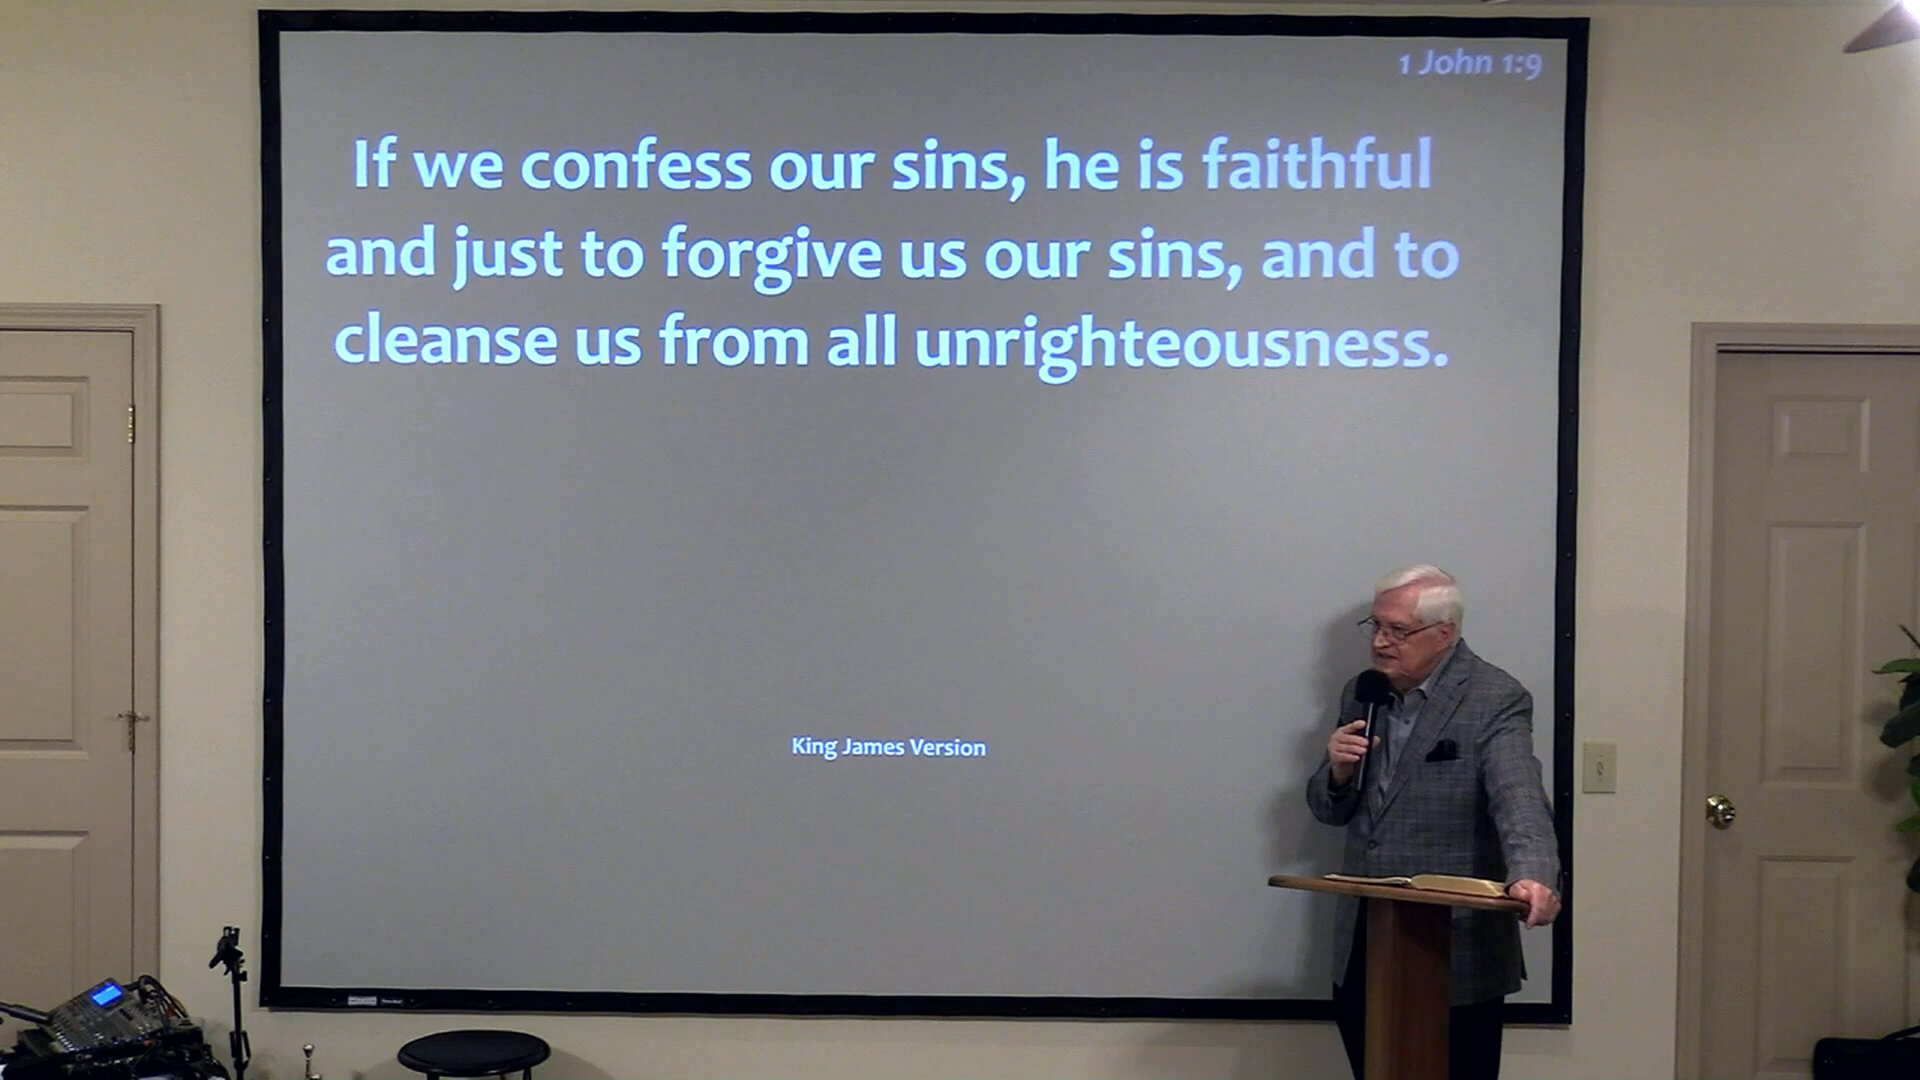 1 John 1:9
If we confess our sins, he is faithful
and just to forgive us our sins, and to
cleanse us from all unrighteousness.
King James Version